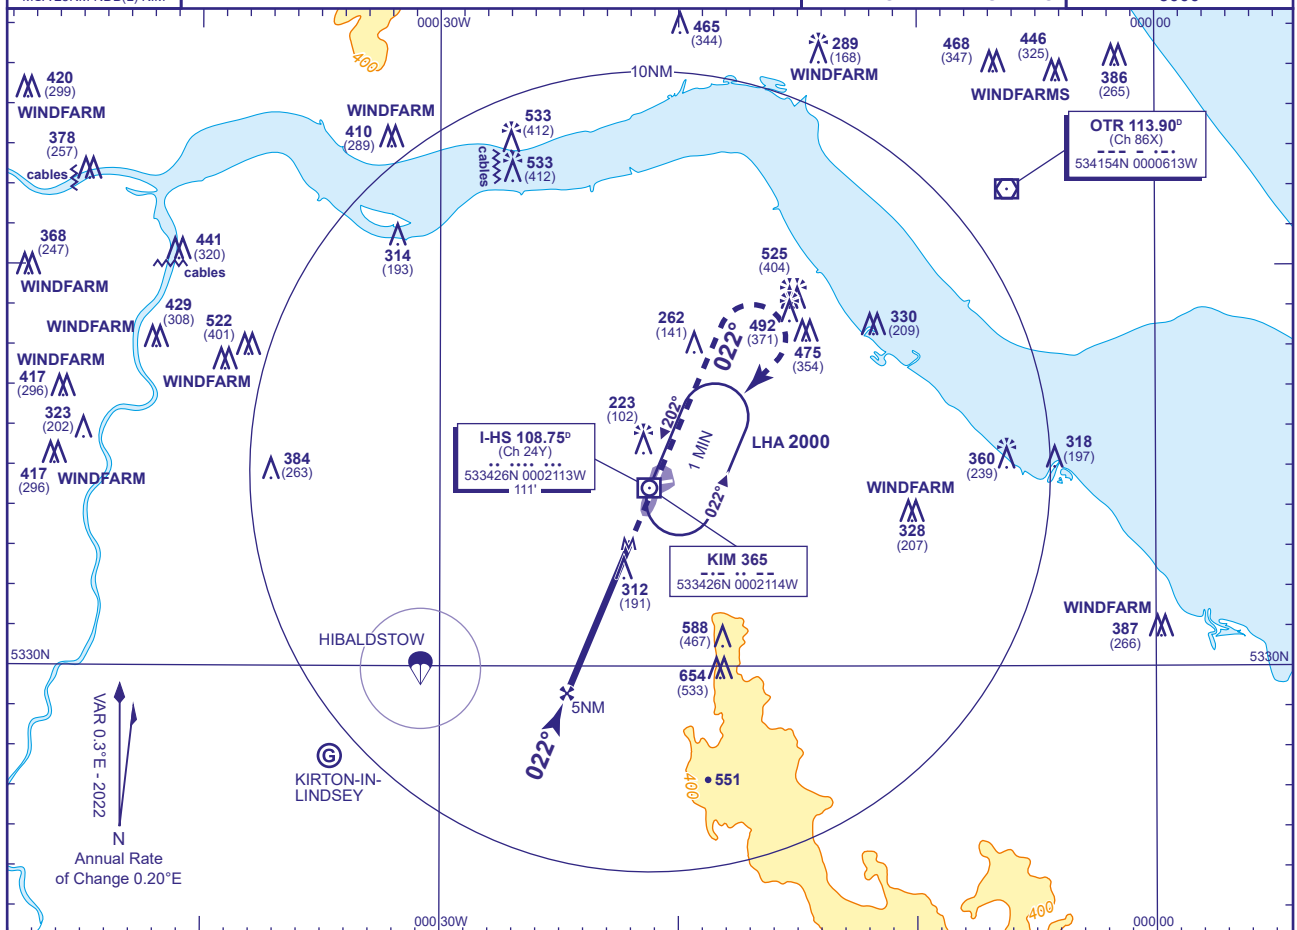 000 30W
465
(344)
289
(168)
WINDFARM
468
(347)
446
(325)
386
(265)
WINDFARMS
000 00
400
10NM
420
(299)
WINDFARM
378
(257)
cables
WINDFARM
410
(289)
533
(412)
cables
533
(412)
OTR 113.90ᴰ
(Ch 86X)
534154N 0000613W
368
(247)
WINDFARM
441
(320)
cables
314
(193)
525
(404)
429
(308)
WINDFARM
522
(401)
WINDFARM
262
(141)
022°
492
(371)
475
(354)
330
(209)
WINDFARM
417
(296)
323
(202)
417
(296)
WINDFARM
384
(263)
223
(102)
202°
1 MIN
022°
LHA 2000
I-HS 108.75ᴰ
(Ch 24Y)
533426N 0002113W
111'
360
(239)
318
(197)
WINDFARM
328
(207)
KIM 365
533426N 0002114W
312
(191)
588
(467)
654
(533)
WINDFARM
387
(266)
HIBALDSTOW
5330N
5330N
5NM
022°
VAR 0.3°E - 2022
N
Annual Rate
of Change 0.20°E
G
KIRTON-IN-
LINDSEY
400
551
400
000 30W
000 00